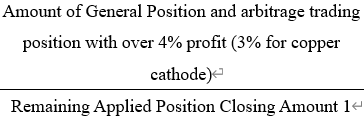 Amount of General Position and arbitrage trading
position with over 4% profit (3% for copper
cathode)↵
Remaining Applied Position Closing Amount 1↵